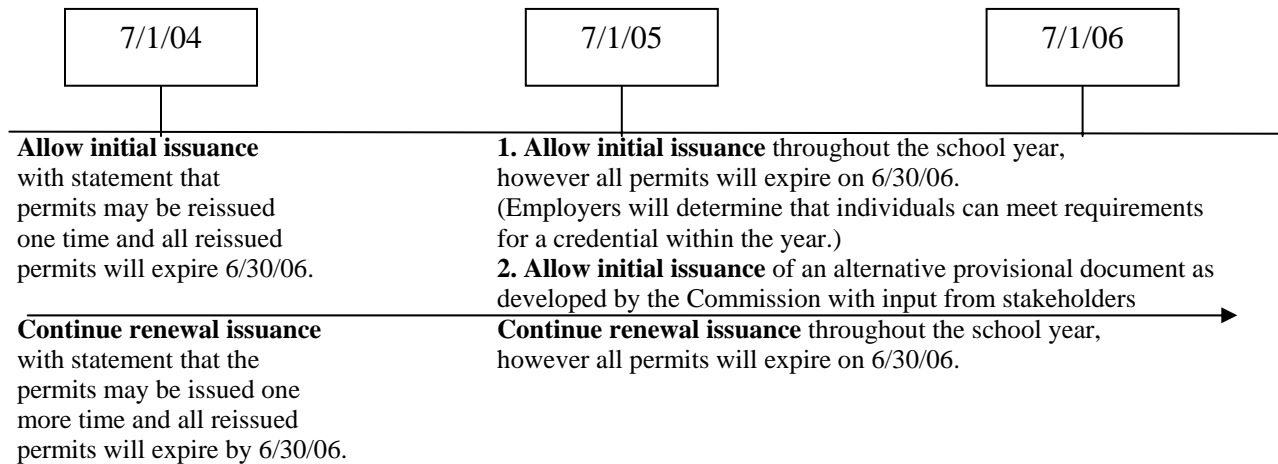 7/1/04
7/1/05
7/1/06
Allow initial issuance
with statement that
permits may be reissued
one time and all reissued
permits will expire 6/30/06.
1. Allow initial issuance throughout the school year,
however all permits will expire on 6/30/06.
(Employers will determine that individuals can meet requirements
for a credential within the year.)
2. Allow initial issuance of an alternative provisional document as
developed by the Commission with input from stakeholders
Continue renewal issuance
with statement that the
permits may be issued one
more time and all reissued
permits will expire by 6/30/06.
Continue renewal issuance throughout the school year,
however all permits will expire on 6/30/06.